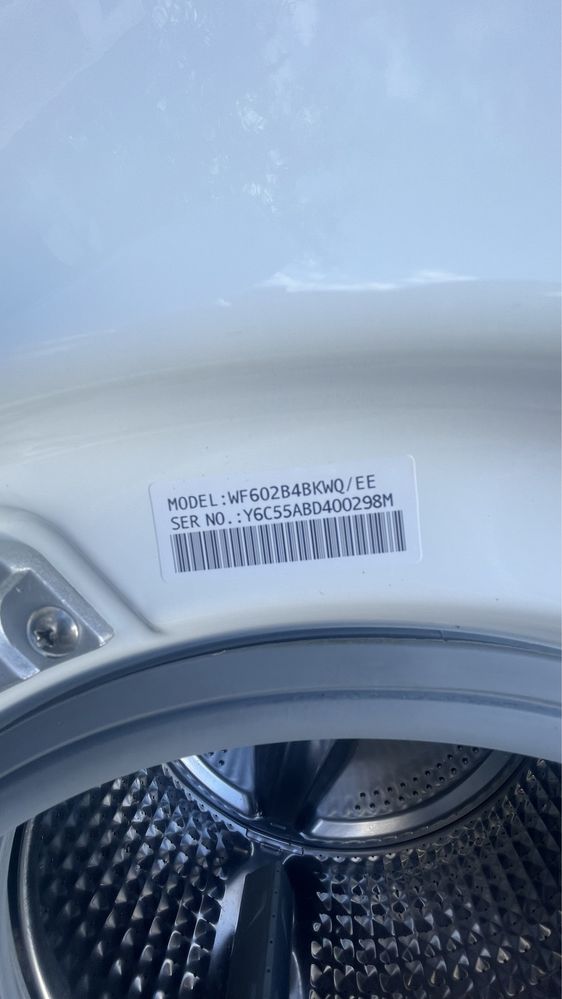 MODEL:WF602B4BKWQ/EE
SER NO.:Y6C55ABD400298M